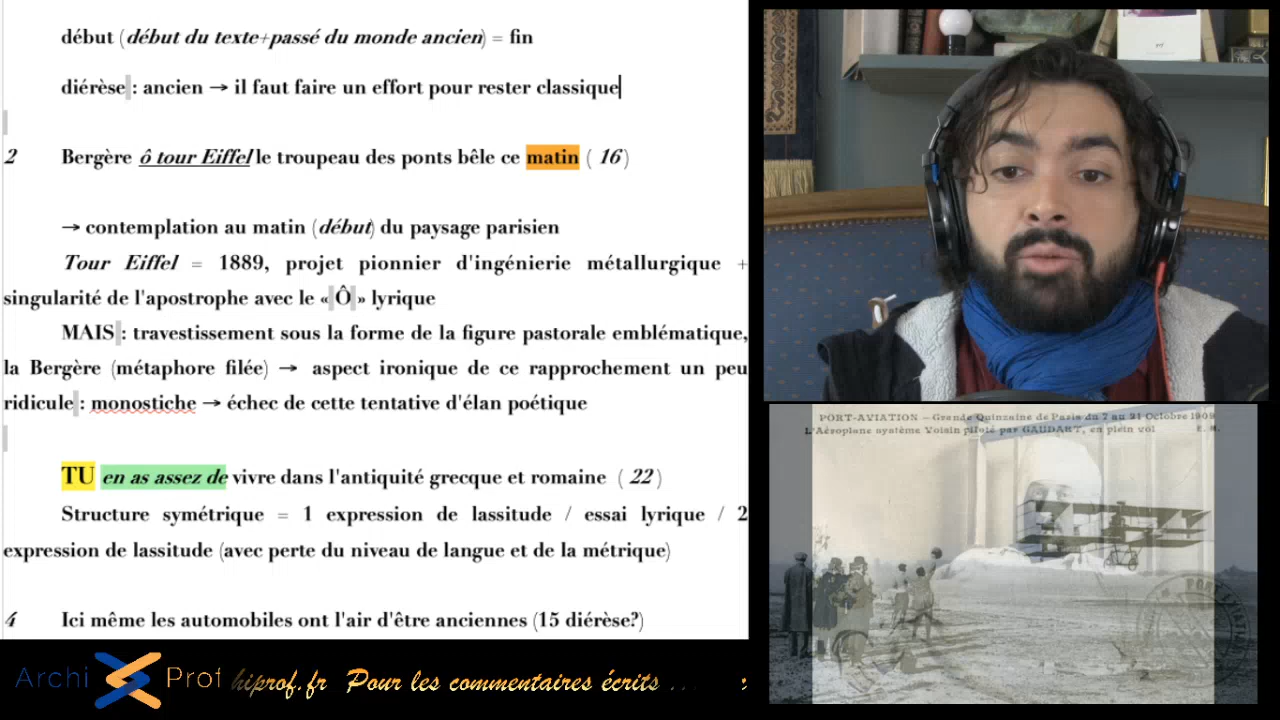 début (début du texte+passé du monde ancien) = fin
diérèse : ancien → il faut faire un effort pour rester classique
2 Bergère ô tour Eiffel le troupeau des ponts bêle ce matin ( 16)
→ contemplation au matin (début) du paysage parisien
Tour Eiffel = 1889, projet pionnier d'ingénierie métallurgique +
singularité de l'apostrophe avec le « Ô » lyrique
MAIS : travestissement sous la forme de la figure pastorale emblématique,
la Bergère (métaphore filée) → aspect ironique de ce rapprochement un peu
ridicule : monostiche → échec de cette tentative d'élan poétique
TU en as assez de vivre dans l'antiquité grecque et romaine ( 22)
Structure symétrique = 1 expression de lassitude / essai lyrique / 2
expression de lassitude (avec perte du niveau de langue et de la métrique)
4 Ici même les automobiles ont l'air d'être anciennes (15 diérèse?)
PORT-AVIATION – Grande Quinzaine de Paris du 7 au 21 Octobre 1909
L'Aéroplane système Voisin piloté par GAUDART, en plein vol
Archi Prof hiprof.fr Pour les commentaires écrits ...